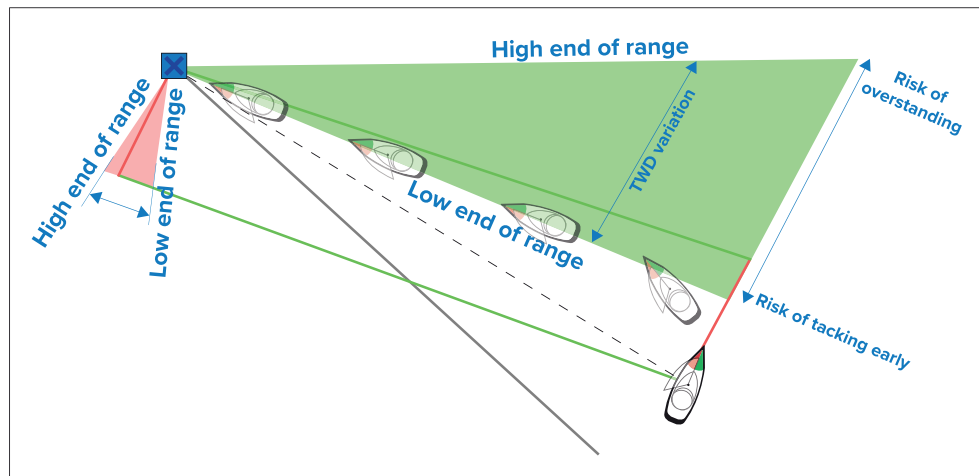 High end of range
Risk of
overstanding
TWD variation
High end of range
Low end of range
Low end of range
Risk of tacking early